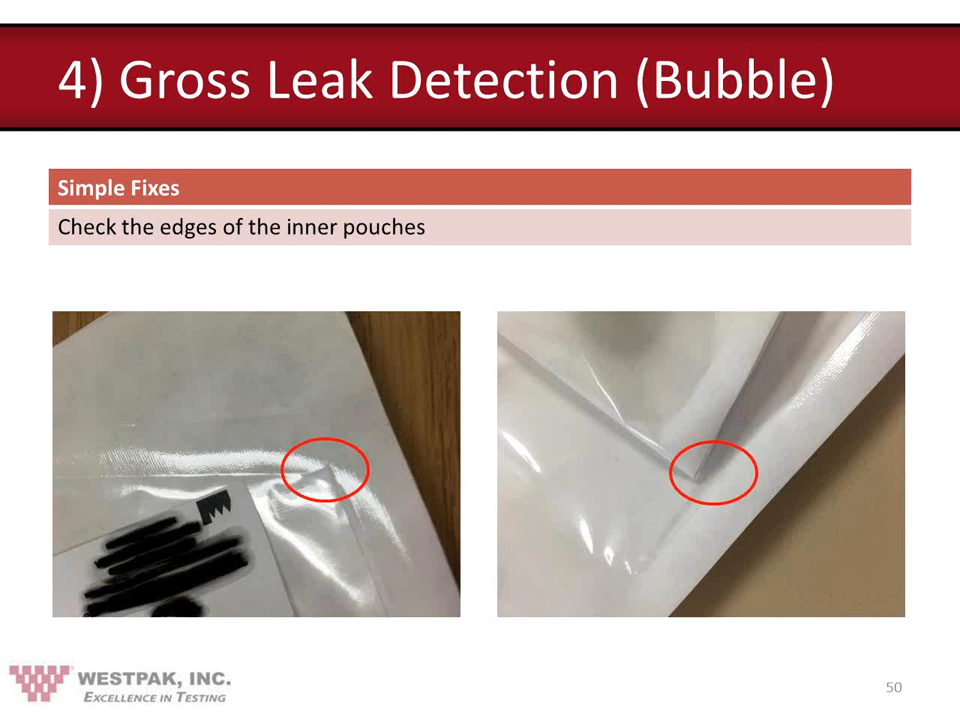 4) Gross Leak Detection (Bubble)
Simple Fixes
Check the edges of the inner pouches
WESTPAK, INC.
EXCELLENCE IN TESTING
50